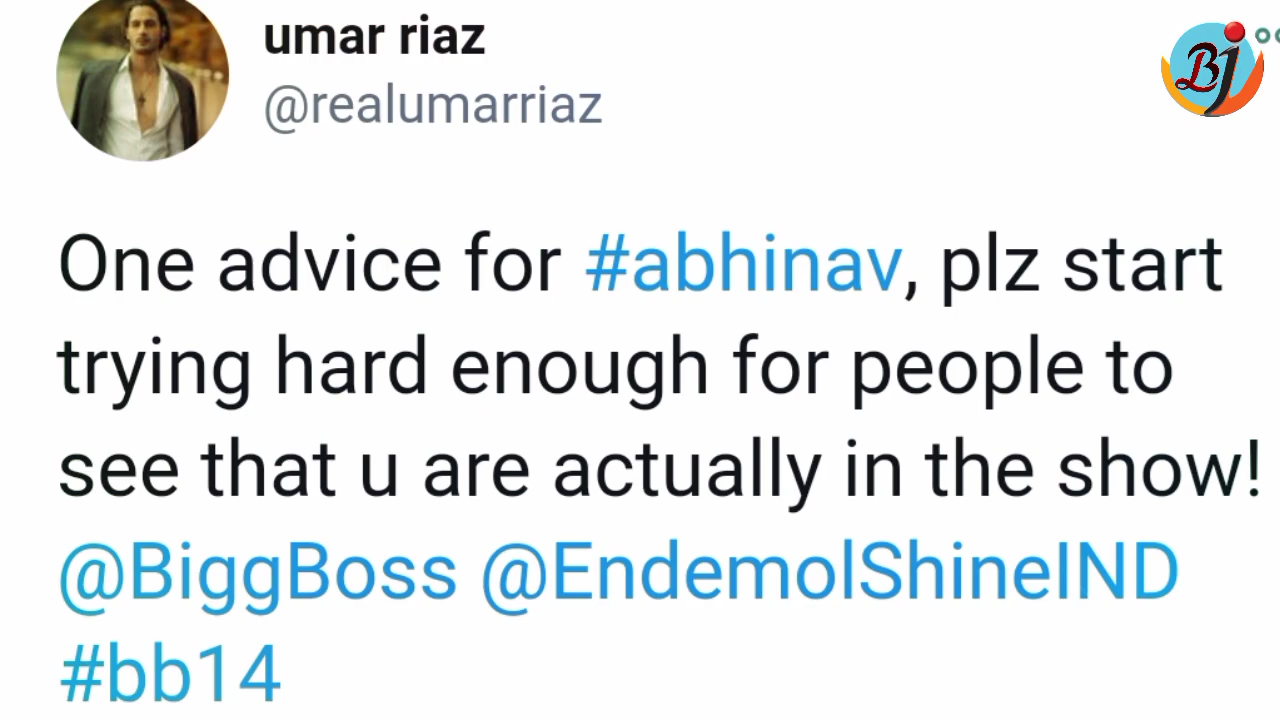 umar riaz
@realumarriaz
Bj
One advice for #abhinav, plz start
trying hard enough for people to
see that u are actually in the show!
@BiggBoss @EndemolShineIND
#bb14